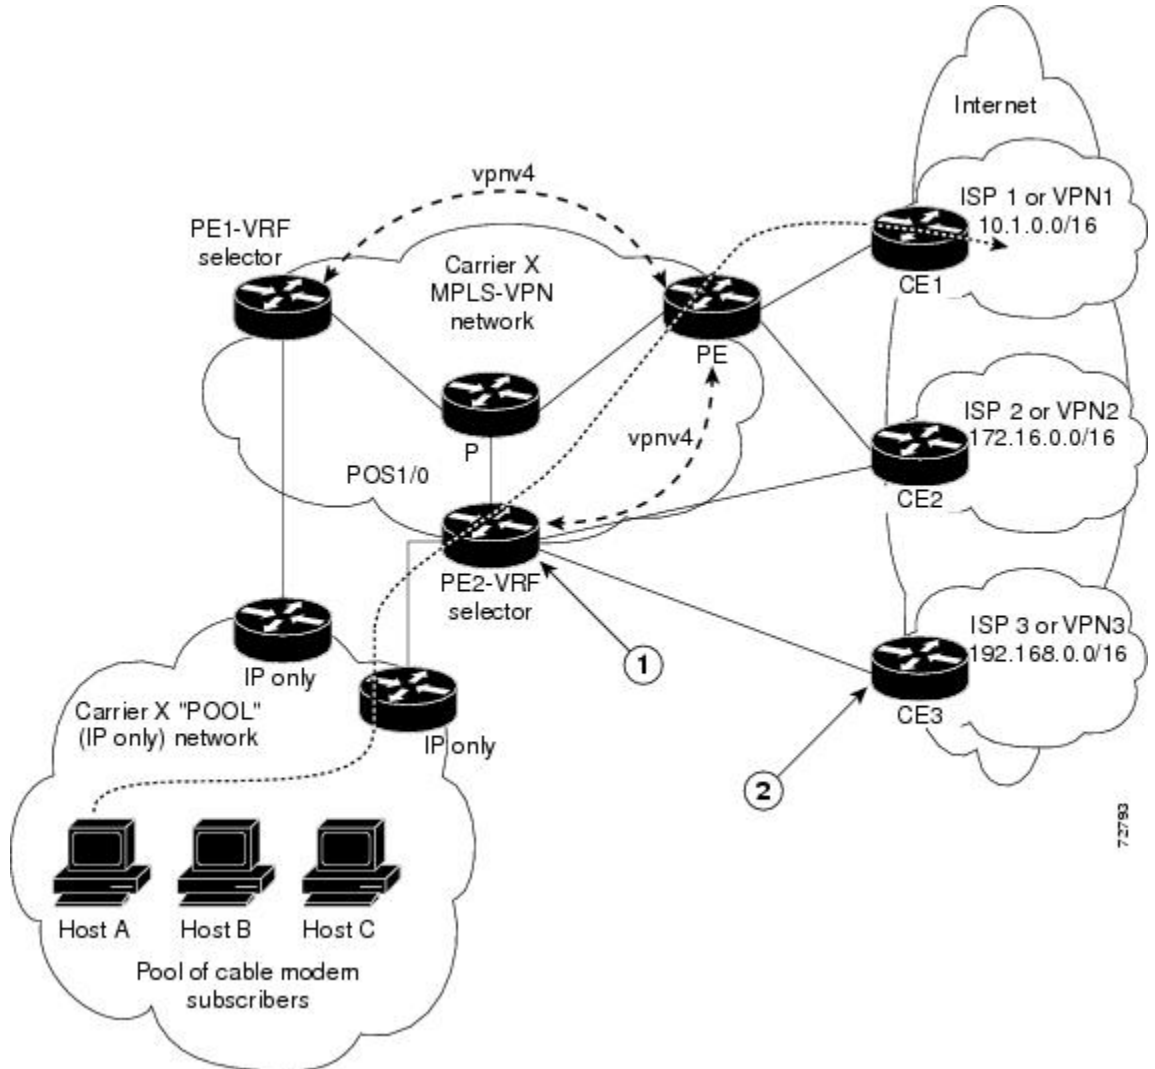 Internet
vpnv4
ISP 1 or VPN1
10.1.0.0/16
PE1-VRF
selector
Carrier X
MPLS-VPN
network
CE1
PE
ISP 2 or VPN2
172.16.0.0/16
vpnv4
P
POS1/0
CE2
PE2-VRF
selector
ISP 3 or VPN3
192.168.0.0/16
1
IP only
Carrier X "POOL"
(IP only) network
CE3
IP only
2
72793
Host A
Host B
Host C
Pool of cable modem
subscribers